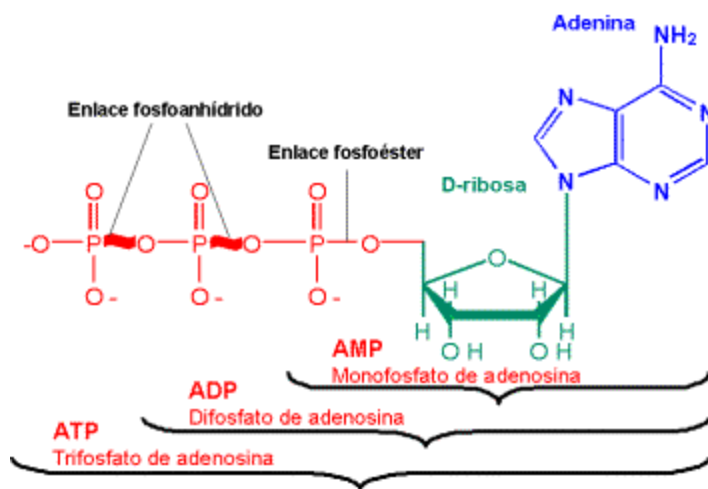 Adenina
NH2
Enlace fosfoanhídrido
N
N
Enlace fosfoéster
D-ribosa
N
N
O
O
O
-O
P
O
P
O
P
O
O
O-
O-
O-
H
H
H
H
OH
OH
AMP
Monofosfato de adenosina
ADP
Difosfato de adenosina
ATP
Trifosfato de adenosina